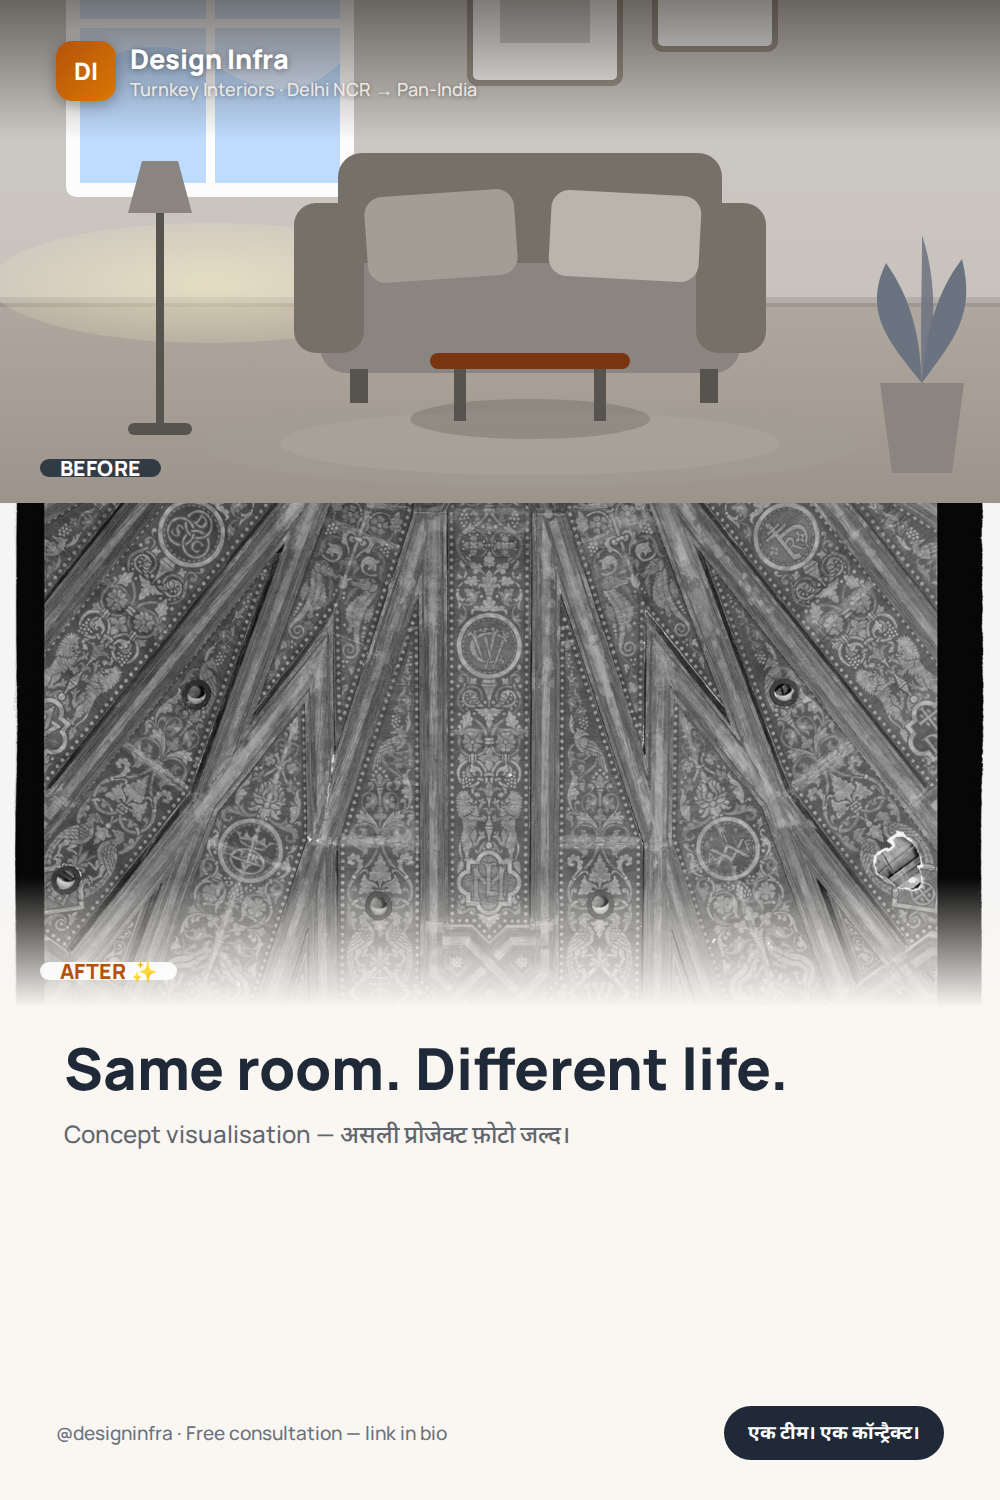 DI
Design Infra
Turnkey Interiors · Delhi NCR → Pan-India
BEFORE
AFTER ✨
Same room. Different life.
Concept visualisation — असली प्रोजेक्ट फ़ोटो जल्द।
@designinfra · Free consultation — link in bio
एक टीम। एक कॉन्ट्रैक्ट।